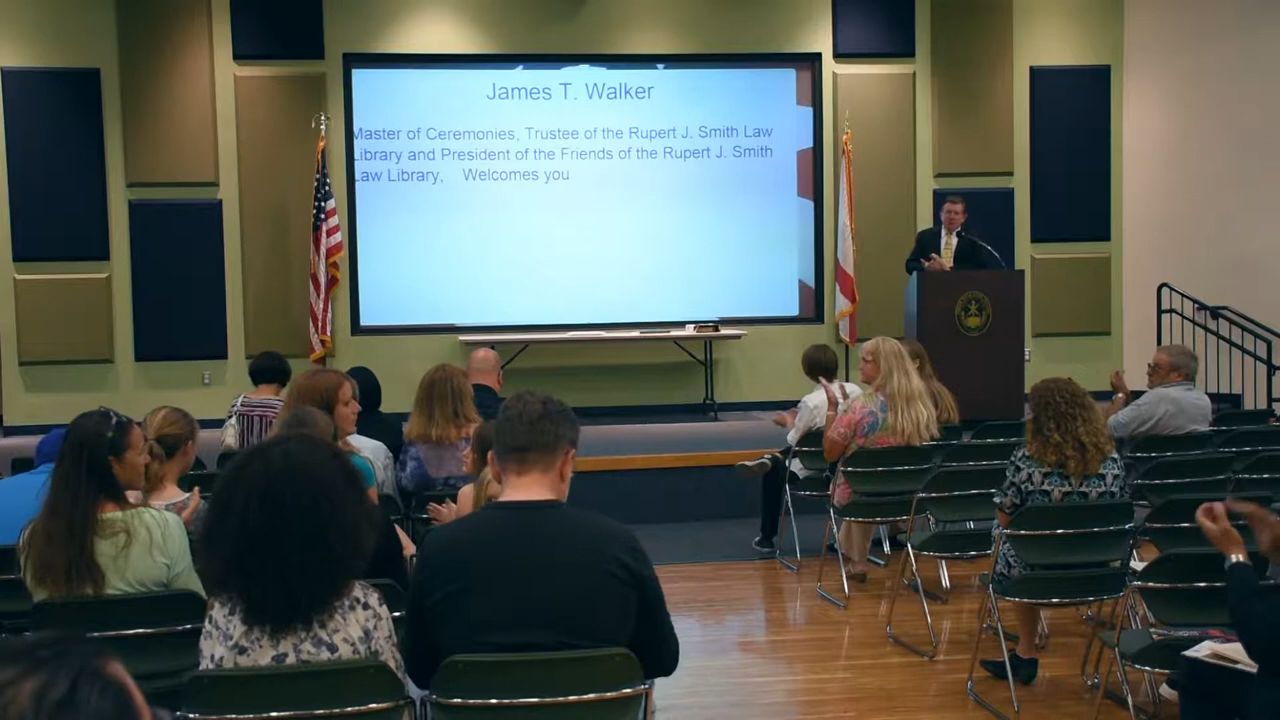 James T. Walker
Master of Ceremonies, Trustee of the Rupert J. Smith Law
Library and President of the Friends of the Rupert J. Smith
Law Library, Welcomes you